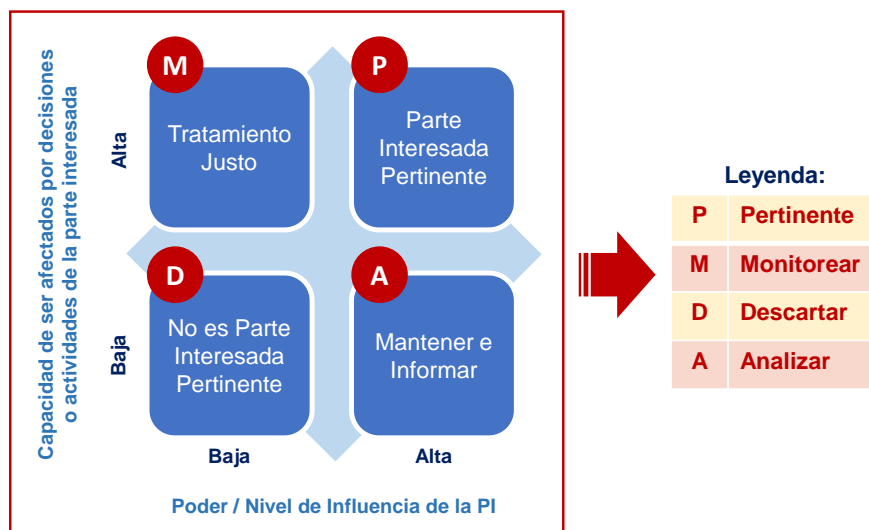 Capacidad de ser afectados por decisiones
o actividades de la parte interesada
Alta
Baja
M
Tratamiento
Justo
P
Parte
Interesada
Pertinente
D
No es Parte
Interesada
Pertinente
A
Mantener e
Informar
Baja
Alta
Poder / Nivel de Influencia de la PI
Leyenda:
P Pertinente
M Monitorear
D Descartar
A Analizar